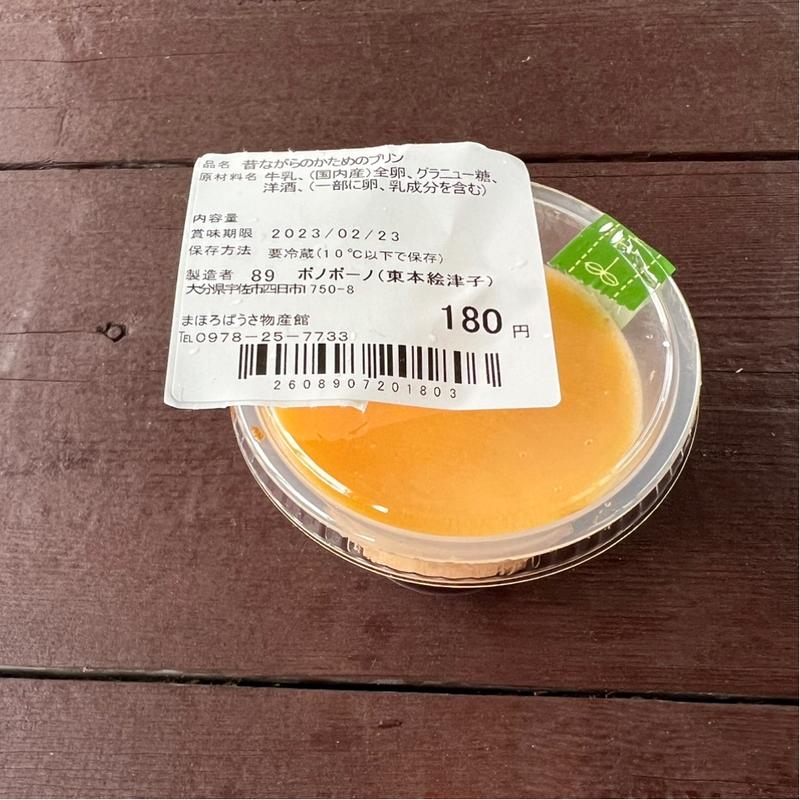 品名 昔ながらのかためのプリン
原材料名 牛乳、(国内産)全卵、グラニュー糖、
洋酒、(一部に卵、乳成分を含む)
内容量
賞味期限 2023/02/23
保存方法 要冷蔵(10℃以下で保存)
製造者 89 ボノボーノ(東本絵津子)
大分県宇佐市四日市1750-8
まほろばうさ物産館
℡0978-25-7733
180円
2608907201803